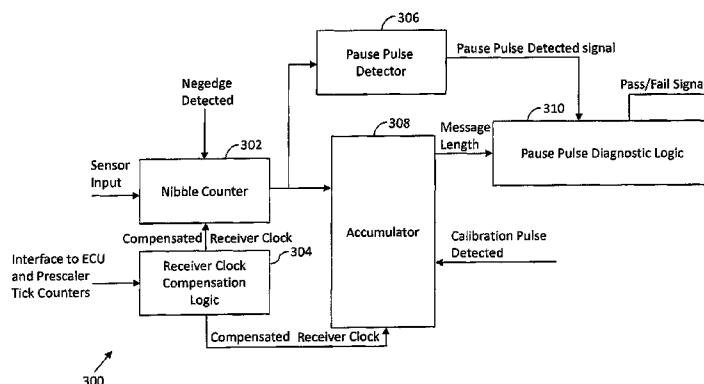 306
Pause Pulse
Detector
Pause Pulse Detected signal
Pass/Fail Signal
Negedge
Detected
310
308
Message
Length
Pause Pulse Diagnostic Logic
302
Sensor
Input
Nibble Counter
Accumulator
Compensated Receiver Clock
304
Calibration Pulse
Detected
Interface to ECU
and Prescaler
Tick Counters
Receiver Clock
Compensation
Logic
Compensated Receiver Clock
300